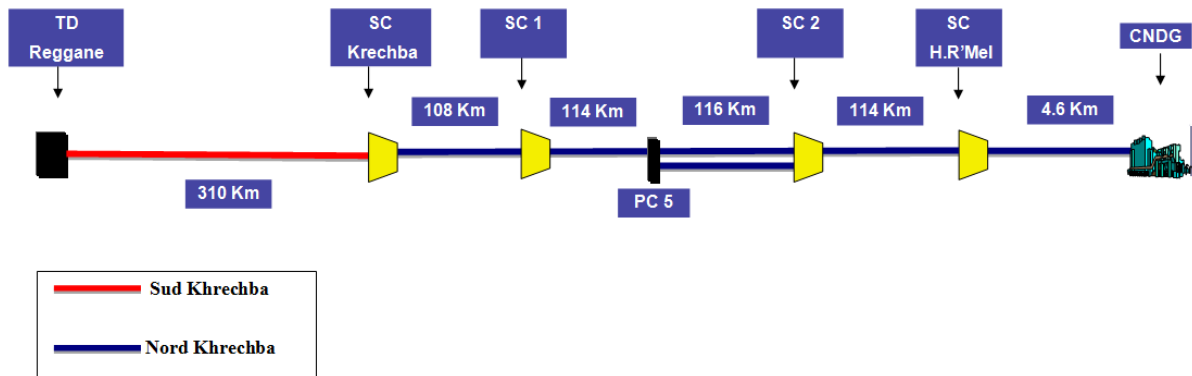 TD
Reggane
SC
Krechba
SC 1
SC 2
SC
H.R'Mel
CNDG
108 Km
114 Km
116 Km
114 Km
4.6 Km
310 Km
PC 5
Sud Khrechba
Nord Khrechba